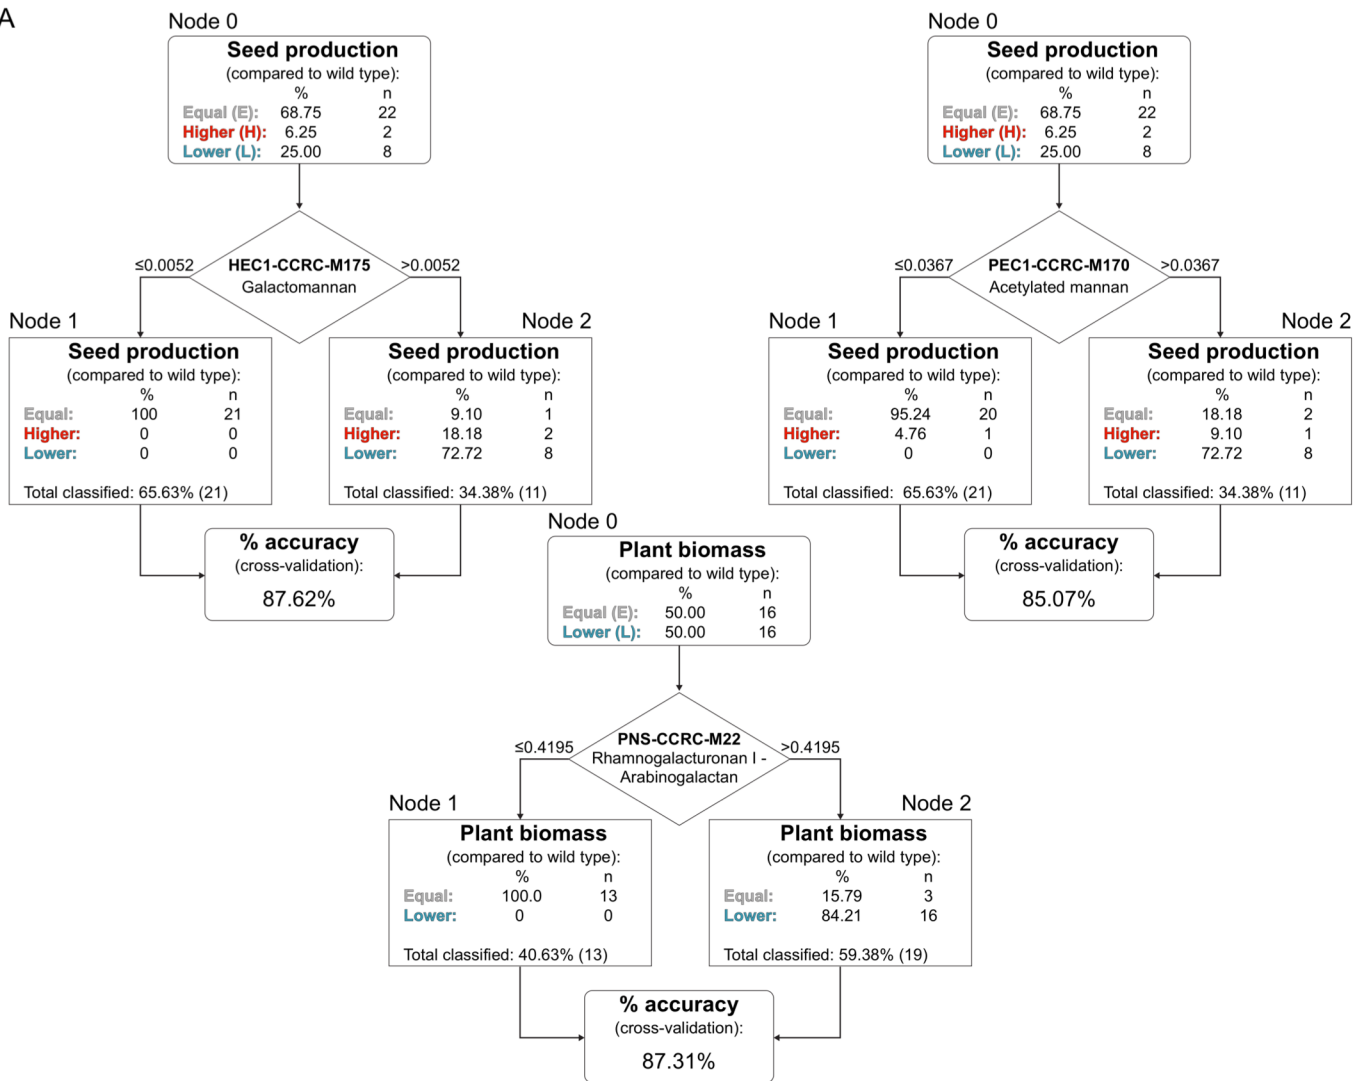 A
Node 0
Seed production
(compared to wild type):
% n
Equal (E): 68.75 22
Higher (H): 6.25 2
Lower (L): 25.00 8
≤0.0052
HEC1-CCRC-M175
Galactomannan
>0.0052
Node 1
Seed production
(compared to wild type):
% n
Equal: 100 21
Higher: 0 0
Lower: 0 0
Total classified: 65.63% (21)
Node 2
Seed production
(compared to wild type):
% n
Equal: 9.10 1
Higher: 18.18 2
Lower: 72.72 8
Total classified: 34.38% (11)
% accuracy
(cross-validation):
87.62%
Node 0
Seed production
(compared to wild type):
% n
Equal (E): 68.75 22
Higher (H): 6.25 2
Lower (L): 25.00 8
≤0.0367
PEC1-CCRC-M170
Acetylated mannan
>0.0367
Node 1
Seed production
(compared to wild type):
% n
Equal: 95.24 20
Higher: 4.76 1
Lower: 0 0
Total classified: 65.63% (21)
Node 2
Seed production
(compared to wild type):
% n
Equal: 18.18 2
Higher: 9.10 1
Lower: 72.72 8
Total classified: 34.38% (11)
% accuracy
(cross-validation):
85.07%
Node 0
Plant biomass
(compared to wild type):
% n
Equal (E): 50.00 16
Lower (L): 50.00 16
≤0.4195
PNS-CCRC-M22
Rhamnogalacturonan I -
Arabinogalactan
>0.4195
Node 1
Plant biomass
(compared to wild type):
% n
Equal: 100.0 13
Lower: 0 0
Total classified: 40.63% (13)
Node 2
Plant biomass
(compared to wild type):
% n
Equal: 15.79 3
Lower: 84.21 16
Total classified: 59.38% (19)
% accuracy
(cross-validation):
87.31%